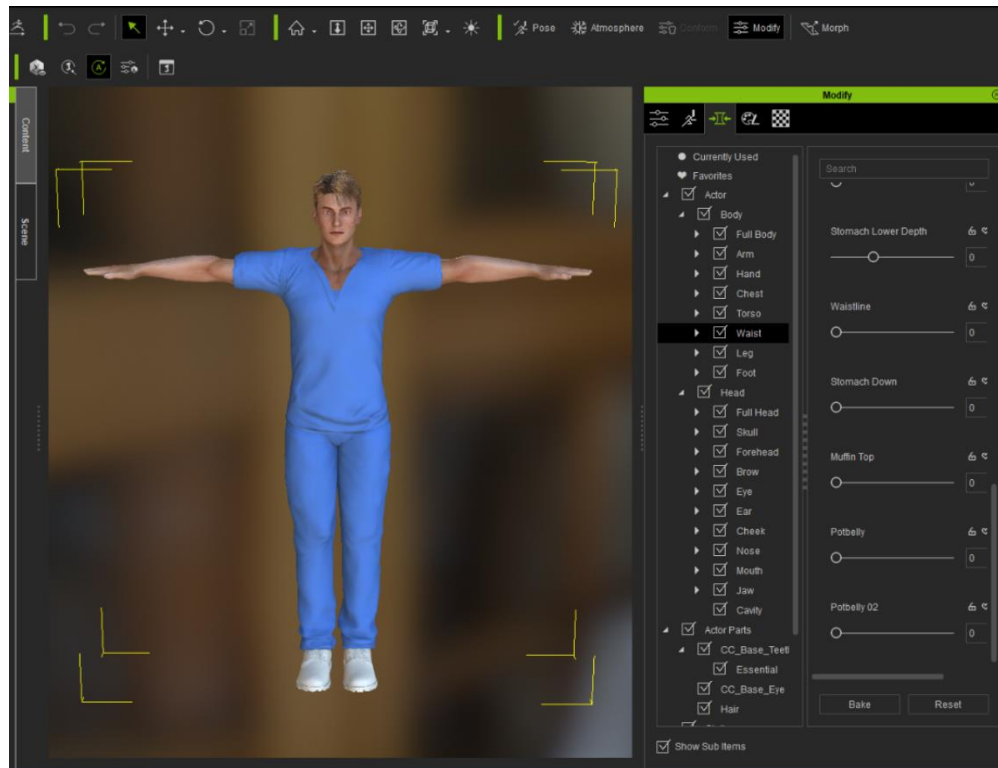 Pose
Atmosphere
Conform
Modify
Morph
Content
Scene
Modify
Currently Used
Favorites
Actor
Body
Full Body
Arm
Hand
Chest
Torso
Waist
Leg
Foot
Head
Full Head
Skull
Forehead
Brow
Eye
Ear
Cheek
Nose
Mouth
Jaw
Cavity
Actor Parts
CC_Base_Teetl
Essential
CC_Base_Eye
Hair
Show Sub Items
Search
Stomach Lower Depth
0
Waistline
0
Stomach Down
0
Muffin Top
0
Potbelly
0
Potbelly 02
0
Bake
Reset